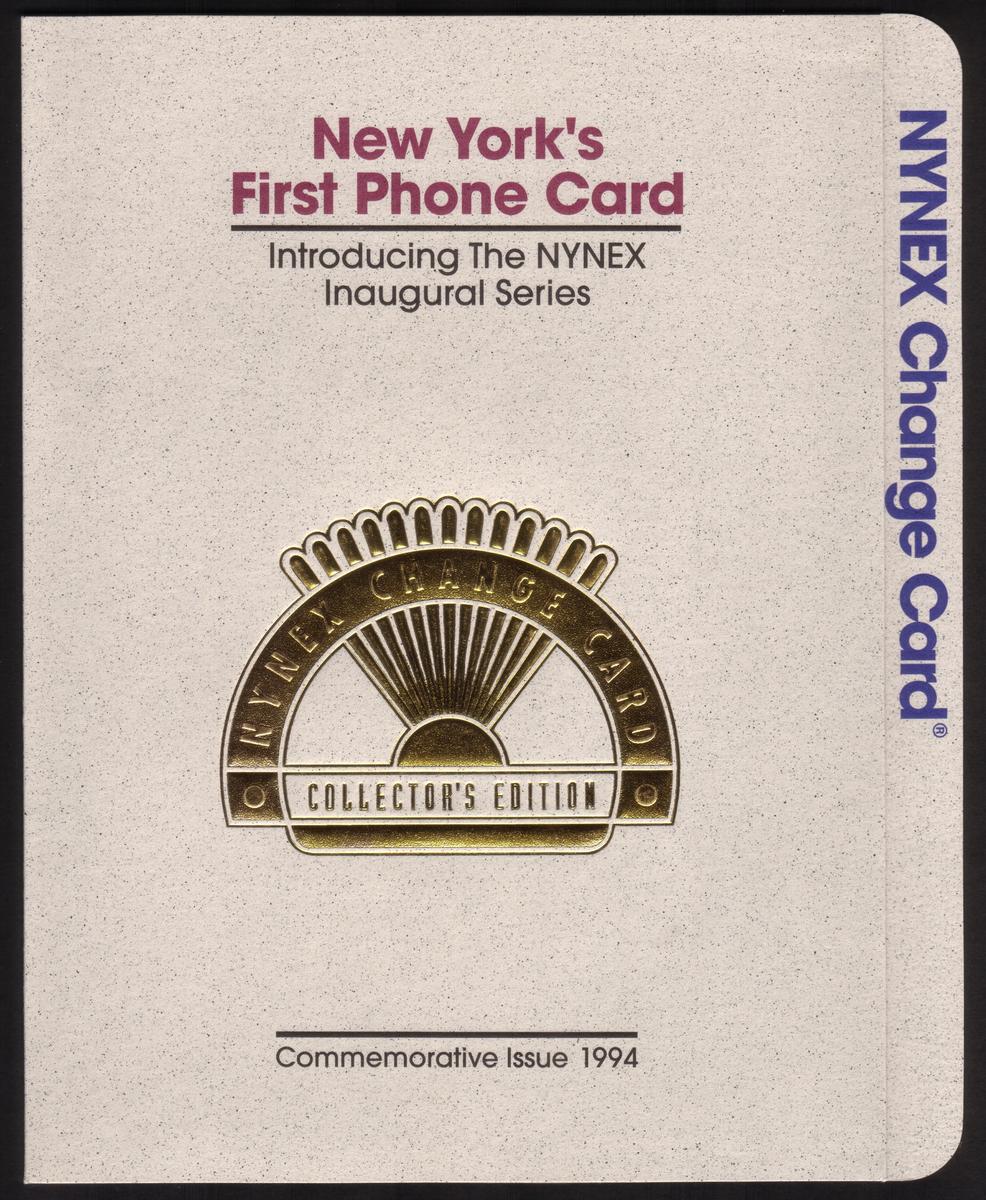 New York's
First Phone Card
Introducing The NYNEX
Inaugural Series
NYNEX CHANGE CARD
COLLECTOR'S EDITION
Commemorative Issue 1994
NYNEX Change Card®